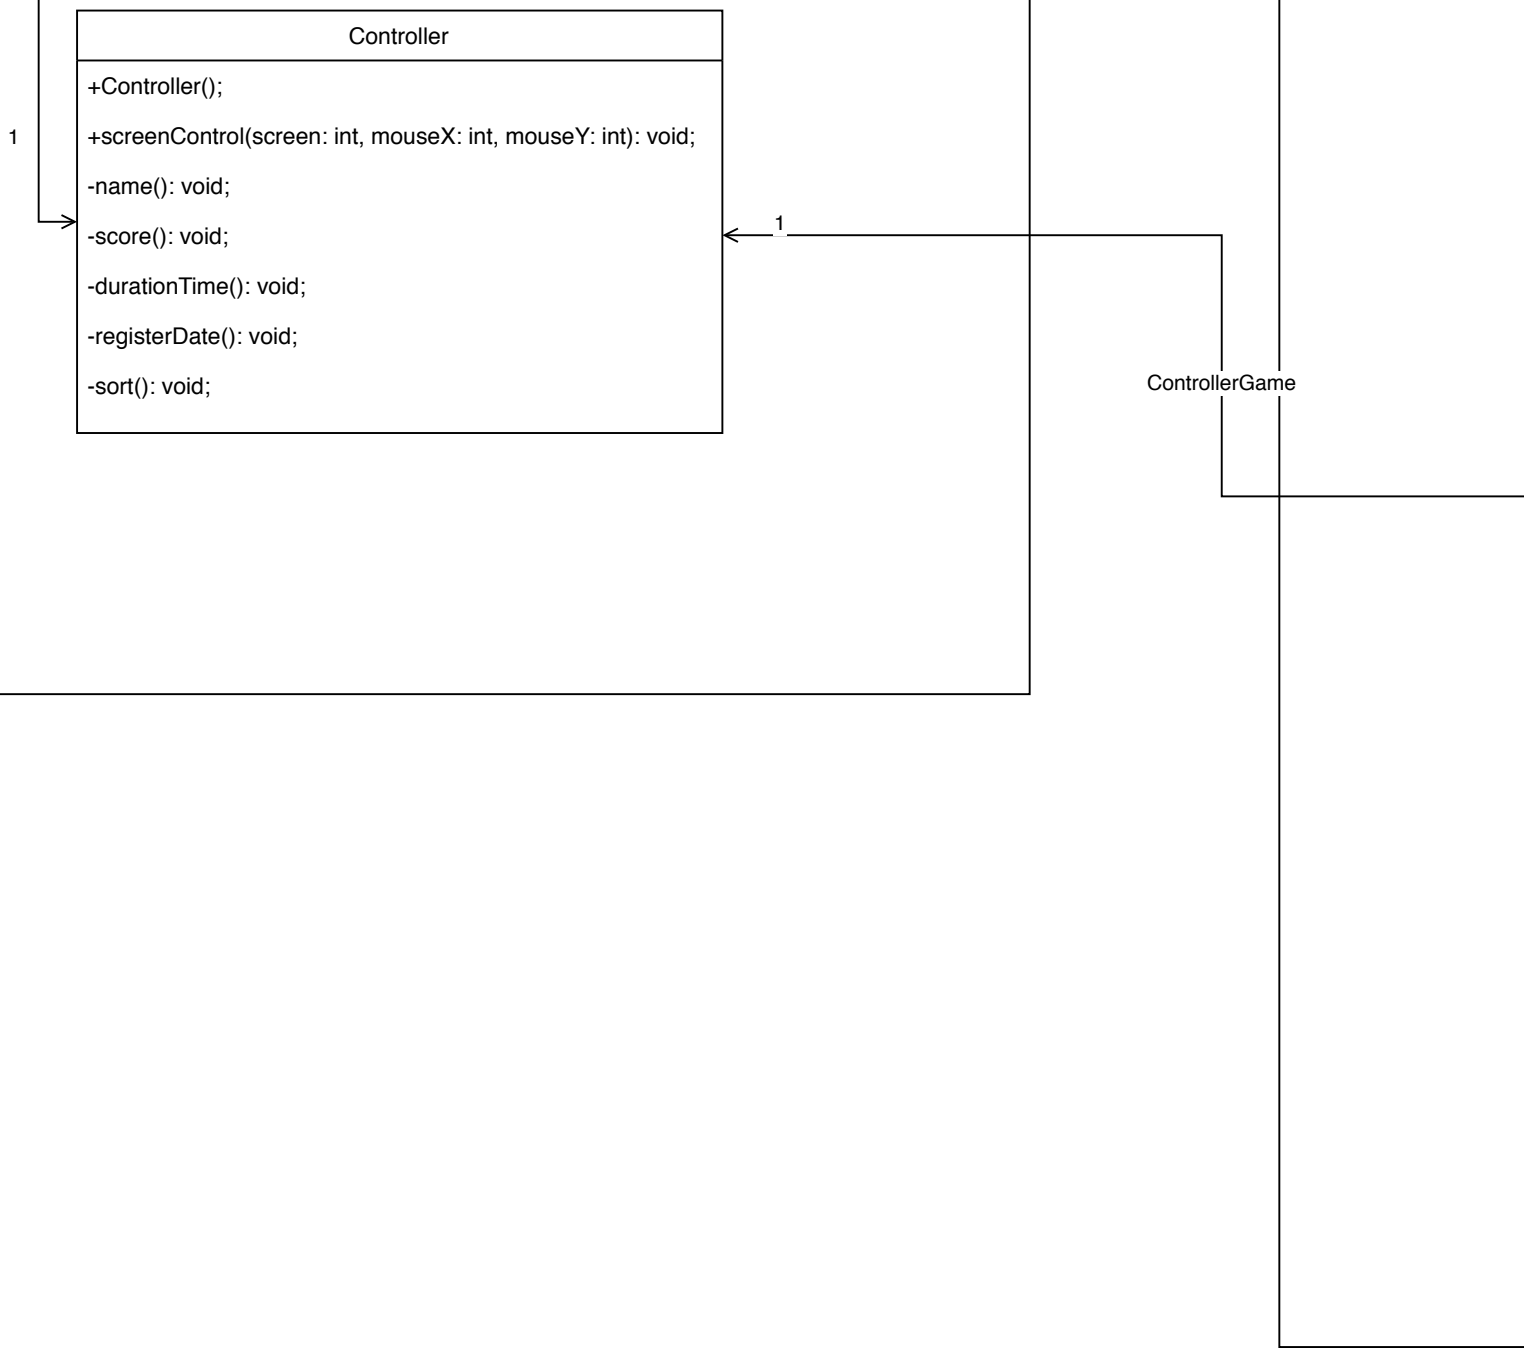 Controller
+Controller();
1
+screenControl(screen: int, mouseX: int, mouseY: int): void;
-name(): void;
-score(): void;
1
-durationTime(): void;
-registerDate(): void;
-sort(): void;
ControllerGame